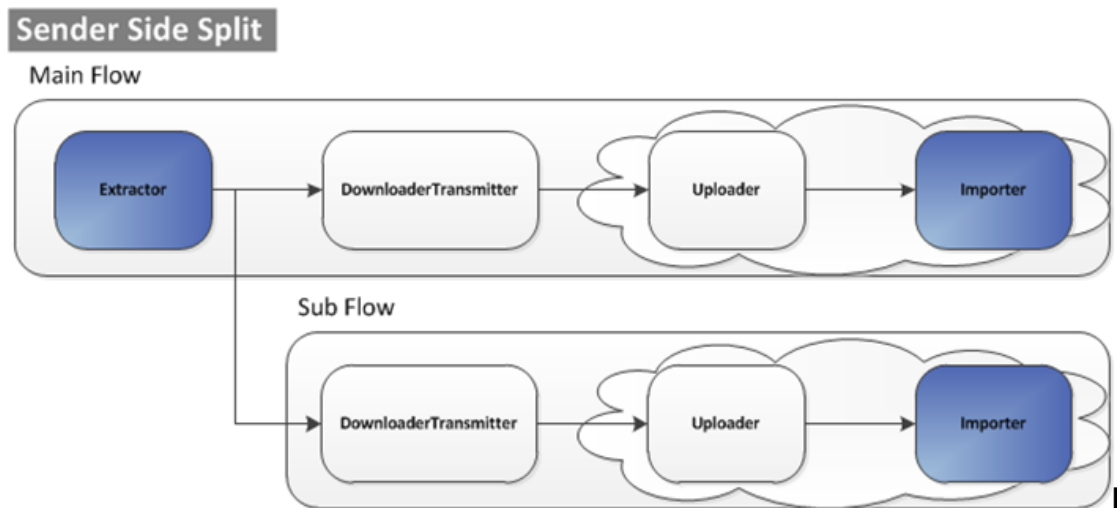 Sender Side Split
Main Flow
Extractor
DownloaderTransmitter
Uploader
Importer
Sub Flow
DownloaderTransmitter
Uploader
Importer